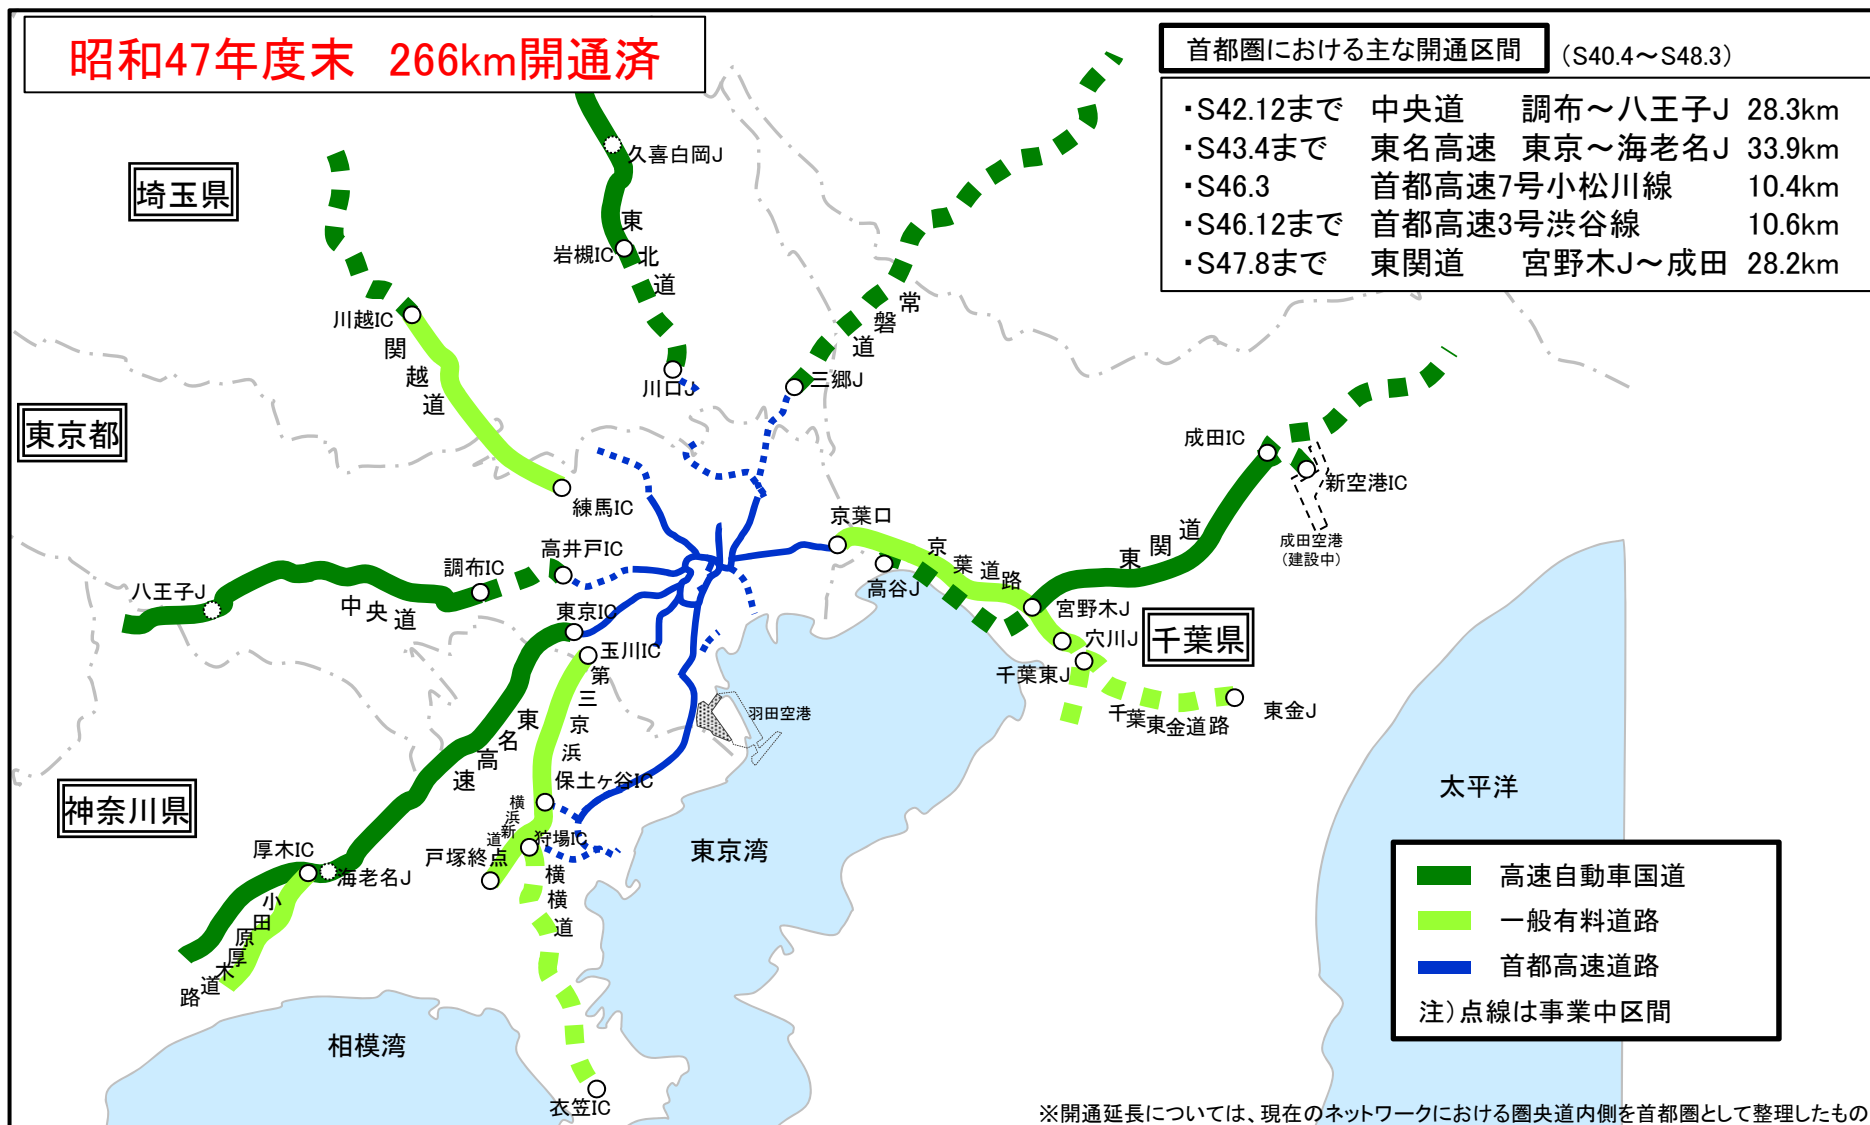 昭和47年度末 266km開通済
首都圏における主な開通区間 (S40.4～S48.3)
・S42.12まで 中央道 調布～八王子J 28.3km
・S43.4まで 東名高速 東京～海老名J 33.9km
・S46.3 首都高速7号小松川線 10.4km
・S46.12まで 首都高速3号渋谷線 10.6km
・S47.8まで 東関道 宮野木J～成田 28.2km
埼玉県
久喜白岡J
東北道
岩槻IC
川越IC
関越道
川口J
三郷J
常磐道
東京都
練馬IC
成田IC
新空港IC
成田空港
(建設中)
東関道
京葉口
京葉道路
高谷J
高井戸IC
調布IC
八王子J
中央道
東京IC
玉川IC
第三京浜
宮野木J
穴川J
千葉県
千葉東J
千葉東金道路
東金J
東名高速
羽田空港
神奈川県
保土ヶ谷IC
横浜新道
狩場IC
戸塚終点
厚木IC
海老名J
小田原厚木道路
横横道
衣笠IC
東京湾
相模湾
太平洋
高速自動車国道
一般有料道路
首都高速道路
注)点線は事業中区間
※開通延長については、現在のネットワークにおける圏央道内側を首都圏として整理したもの